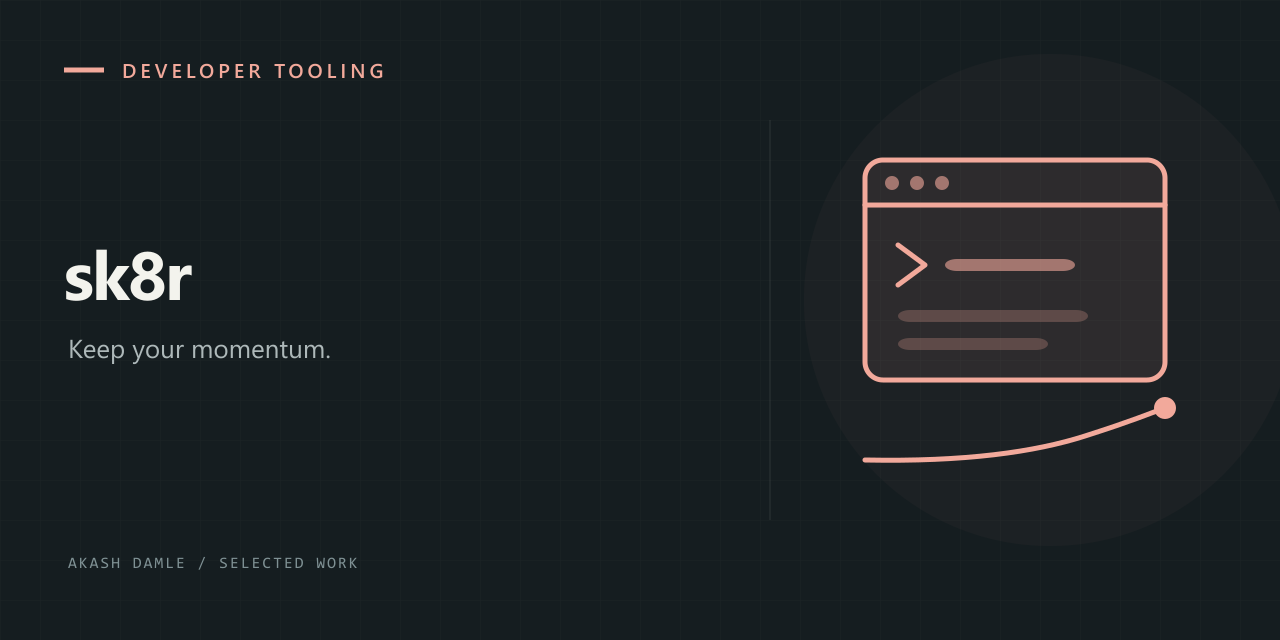 DEVELOPER TOOLING
sk8r
Keep your momentum.
AKASH DAMLE / SELECTED WORK